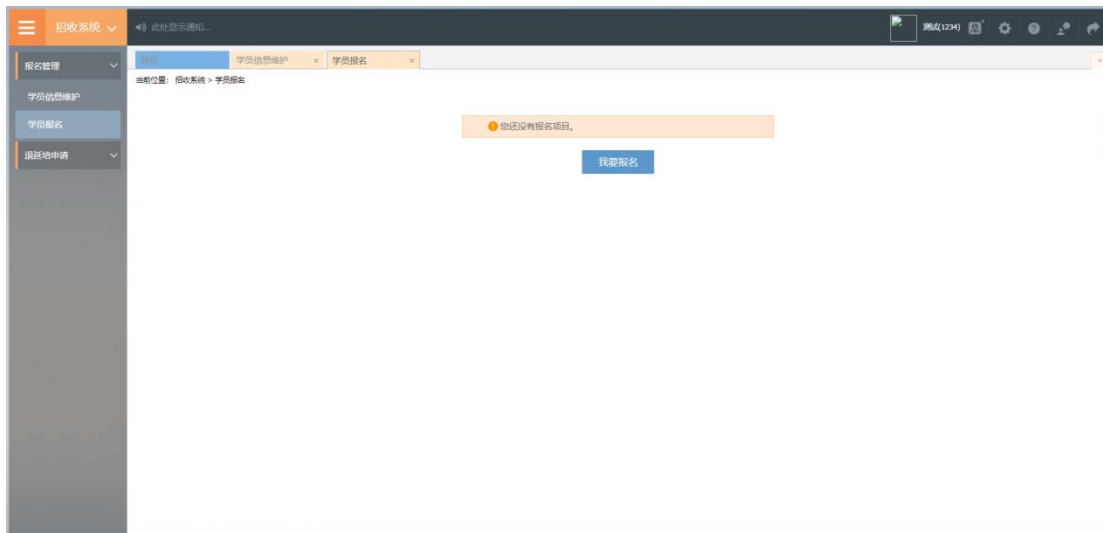 招收系统
此处显示通知...
测试(1234)
报名管理
学员信息维护
学员报名
退延培申请
首页
学员信息维护 ×
学员报名 ×
当前位置： 招收系统 > 学员报名
您还没有报名项目。
我要报名